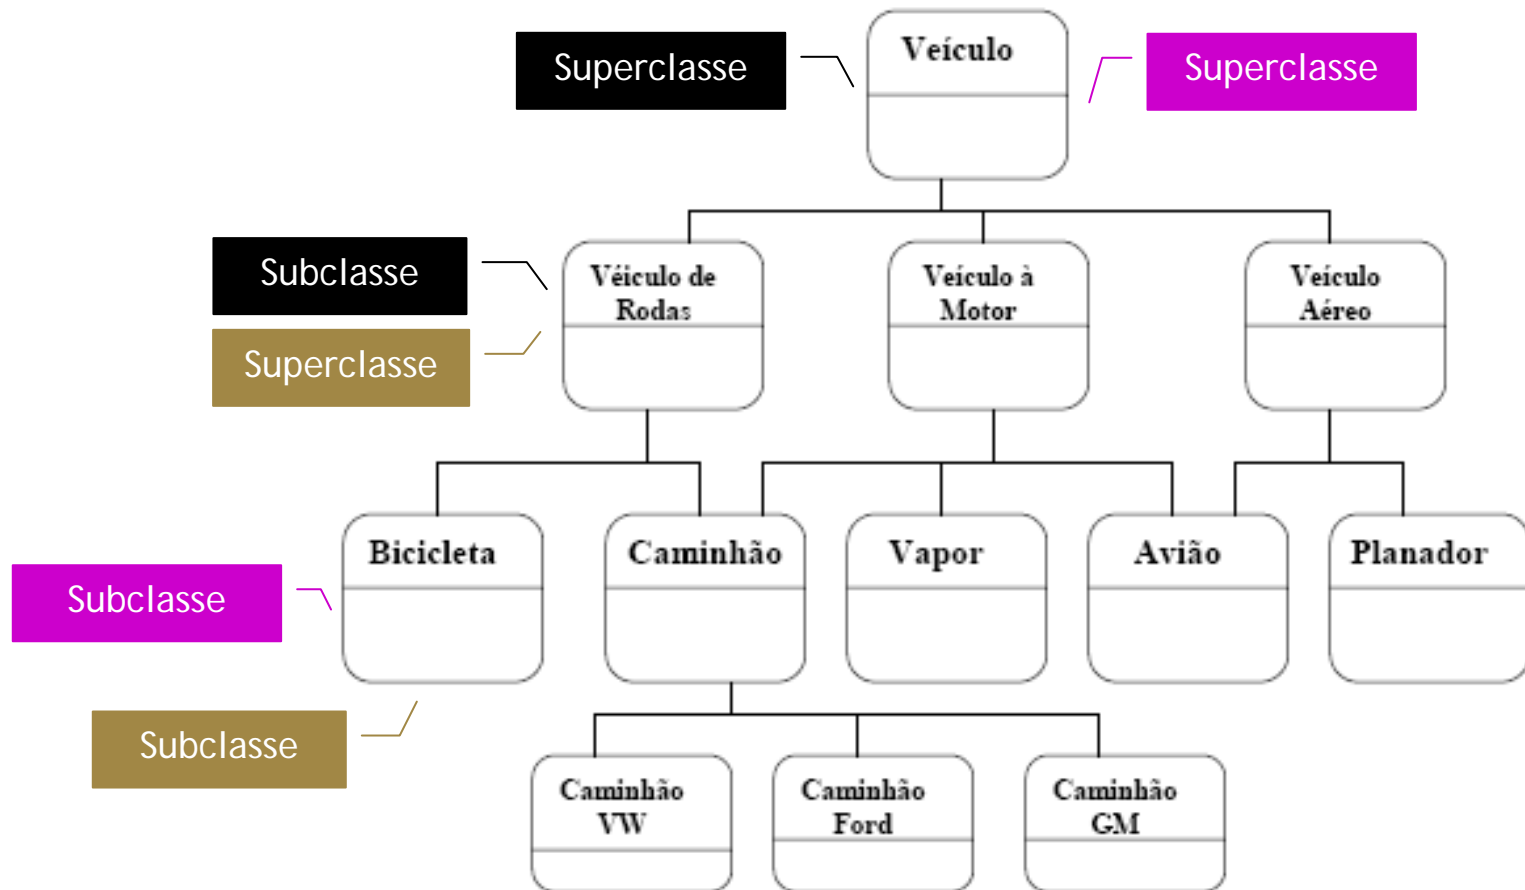 Veículo
Superclasse
Superclasse
Subclasse
Superclasse
Véiculo de
Rodas
Veículo à
Motor
Veículo
Aéreo
Bicicleta
Caminhão
Vapor
Avião
Planador
Subclasse
Subclasse
Caminhão
VW
Caminhão
Ford
Caminhão
GM